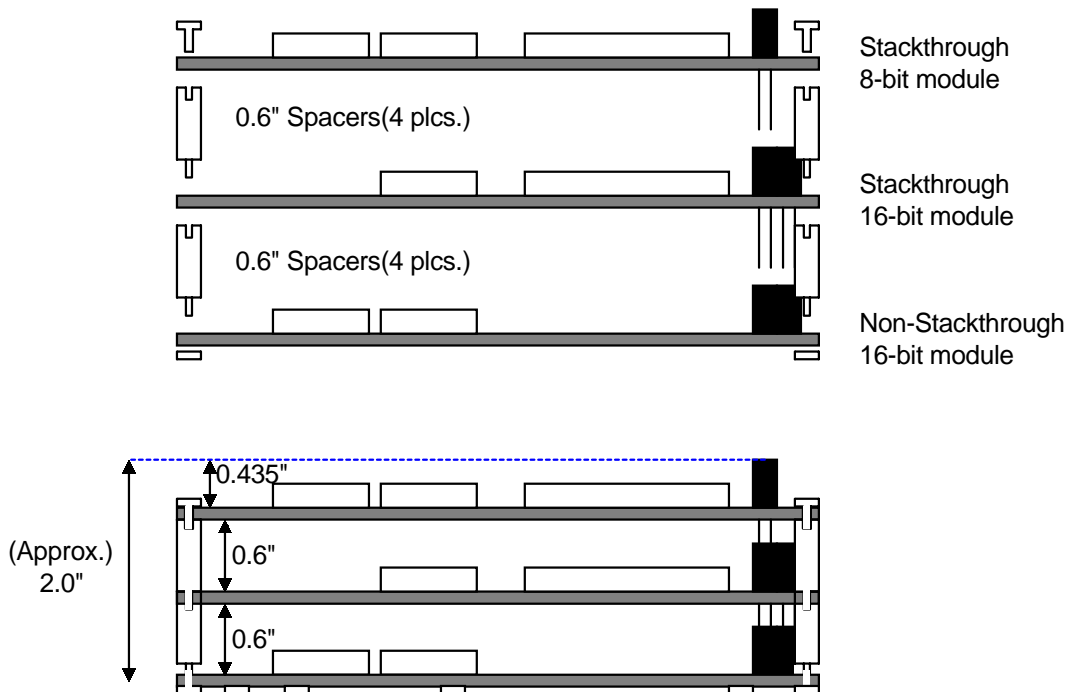 Stackthrough
8-bit module
0.6" Spacers(4 plcs.)
Stackthrough
16-bit module
0.6" Spacers(4 plcs.)
Non-Stackthrough
16-bit module
0.435"
(Approx.)
2.0"
0.6"
0.6"